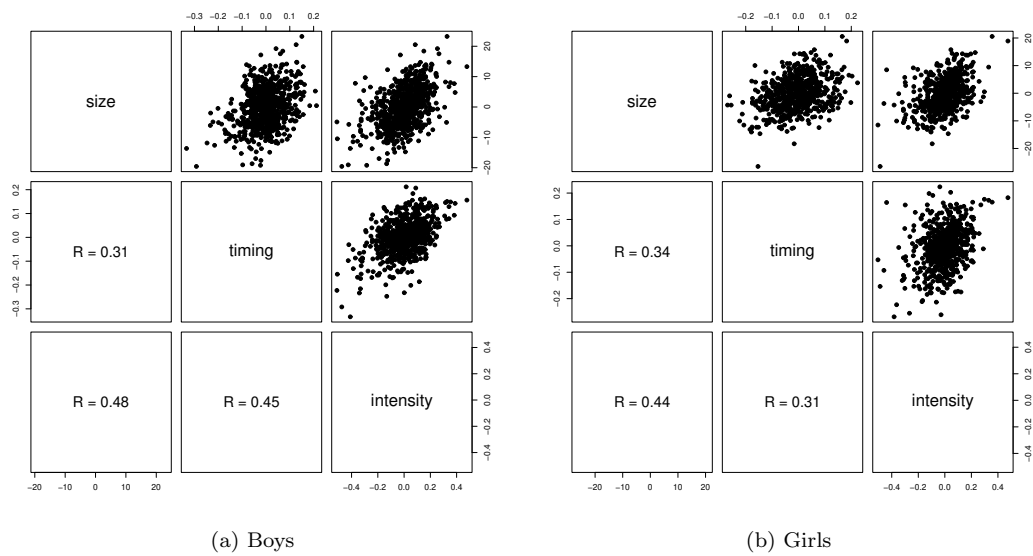 −0.3 −0.1 0.0 0.1 0.2
size
−20 −10 0 10 20
−0.3 −0.2 −0.1 0.0 0.1 0.2
R = 0.31
timing
R = 0.48
R = 0.45
intensity
−0.4 −0.2 0.0 0.2 0.4
−20 −10 0 10 20
−0.4 −0.2 0.0 0.2 0.4
(a) Boys
−0.2 −0.1 0.0 0.1 0.2
size
−20 −10 0 10 20
−0.2 −0.1 0.0 0.1 0.2
R = 0.34
timing
R = 0.44
R = 0.31
intensity
−0.4 −0.2 0.0 0.2 0.4
−20 −10 0 10 20
−0.4 −0.2 0.0 0.2 0.4
(b) Girls